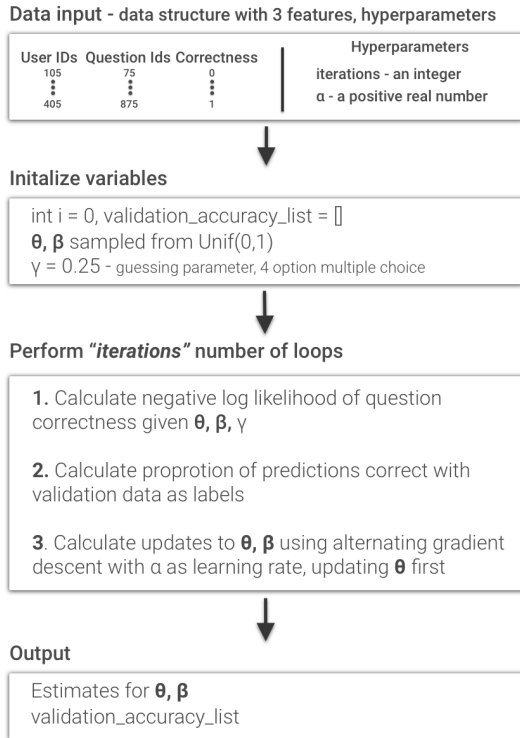 Data input - data structure with 3 features, hyperparameters
User IDs Question Ids Correctness
105 75 0
405 875 1
Hyperparameters
iterations - an integer
α - a positive real number
Initalize variables
int i = 0, validation_accuracy_list = []
θ, β sampled from Unif(0,1)
γ = 0.25 - guessing parameter, 4 option multiple choice
Perform “iterations” number of loops
1. Calculate negative log likelihood of question
correctness given θ, β, γ
2. Calculate proprotion of predictions correct with
validation data as labels
3. Calculate updates to θ, β using alternating gradient
descent with α as learning rate, updating θ first
Output
Estimates for θ, β
validation_accuracy_list